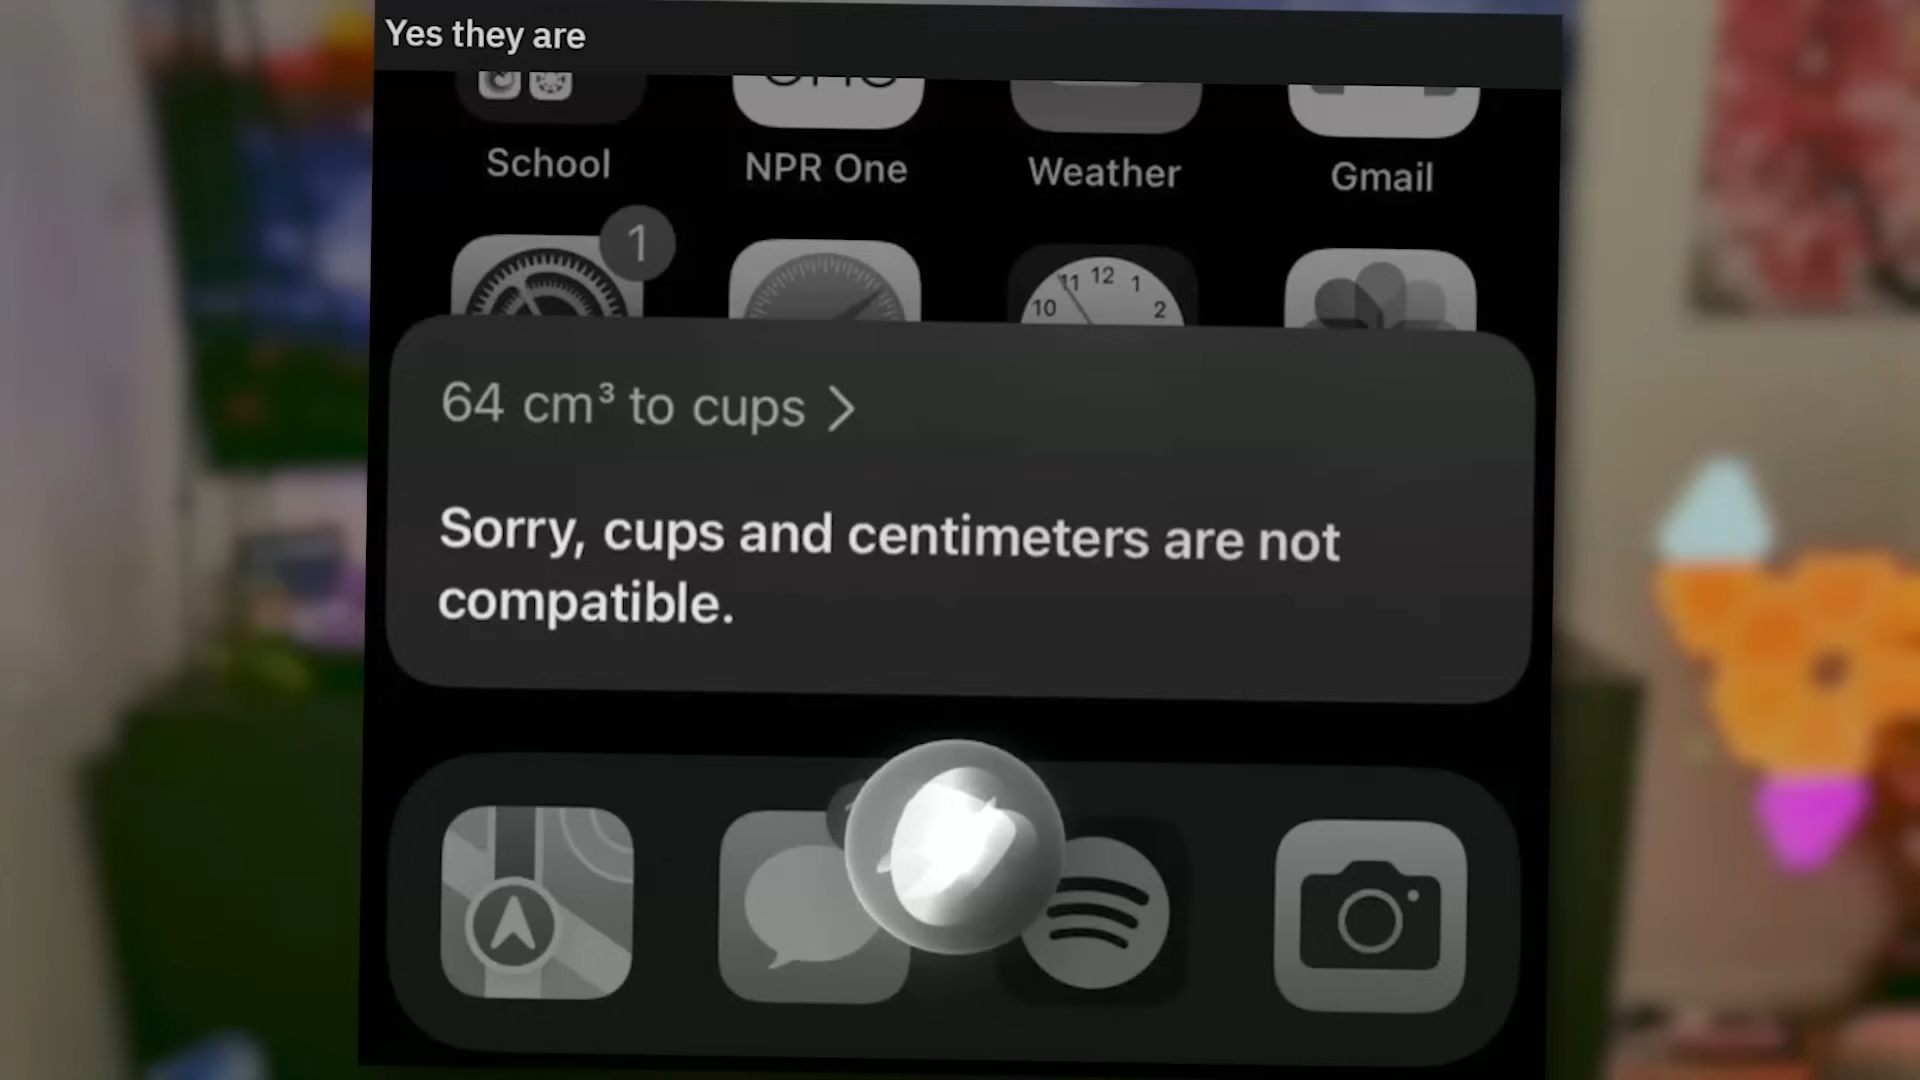 Yes they are
School NPR One Weather Gmail
1
11 12 1
10 2
64 cm³ to cups >
Sorry, cups and centimeters are not
compatible.